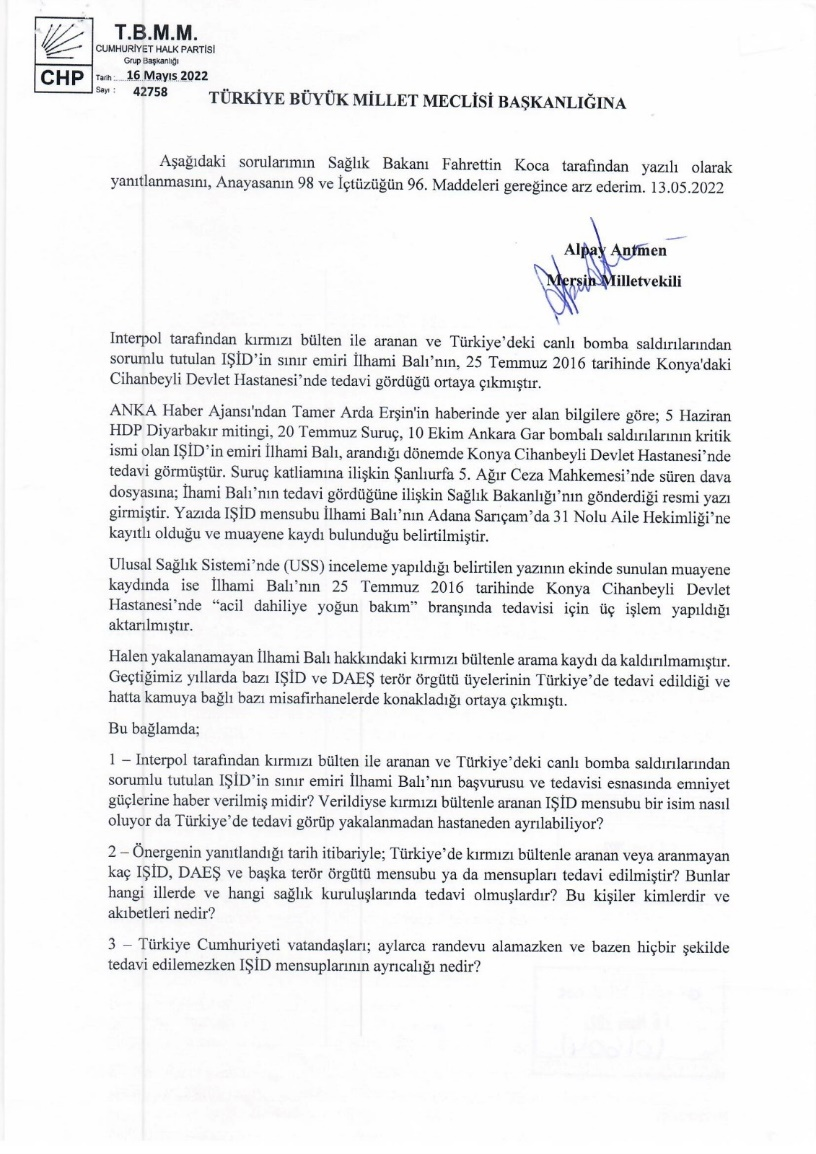 T.B.M.M.
CUMHURİYET HALK PARTİSİ
Grup Başkanlığı
CHP
Tarih : 16 Mayıs 2022
Sayı : 42758
TÜRKİYE BÜYÜK MİLLET MECLİSİ BAŞKANLIĞINA
Aşağıdaki sorularımın Sağlık Bakanı Fahrettin Koca tarafından yazılı olarak
yanıtlanmasını, Anayasanın 98 ve İçtüzüğün 96. Maddeleri gereğince arz ederim. 13.05.2022
Alpay Antmen
Mersin Milletvekili
Interpol tarafından kırmızı bülten ile aranan ve Türkiye’deki canlı bomba saldırılarından
sorumlu tutulan IŞİD’in sınır emiri İlhami Balı’nın, 25 Temmuz 2016 tarihinde Konya'daki
Cihanbeyli Devlet Hastanesi’nde tedavi gördüğü ortaya çıkmıştır.
ANKA Haber Ajansı'ndan Tamer Arda Erşin'in haberinde yer alan bilgilere göre; 5 Haziran
HDP Diyarbakır mitingi, 20 Temmuz Suruç, 10 Ekim Ankara Gar bombalı saldırılarının kritik
ismi olan IŞİD’in emiri İlhami Balı, arandığı dönemde Konya Cihanbeyli Devlet Hastanesi’nde
tedavi görmüştür. Suruç katliamına ilişkin Şanlıurfa 5. Ağır Ceza Mahkemesi’nde süren dava
dosyasına; İhami Balı’nın tedavi gördüğüne ilişkin Sağlık Bakanlığı’nın gönderdiği resmi yazı
girmiştir. Yazıda IŞİD mensubu İlhami Balı’nın Adana Sarıçam’da 31 Nolu Aile Hekimliği’ne
kayıtlı olduğu ve muayene kaydı bulunduğu belirtilmiştir.
Ulusal Sağlık Sistemi’nde (USS) inceleme yapıldığı belirtilen yazının ekinde sunulan muayene
kaydında ise İlhami Balı’nın 25 Temmuz 2016 tarihinde Konya Cihanbeyli Devlet
Hastanesi’nde “acil dahiliye yoğun bakım” branşında tedavisi için üç işlem yapıldığı
aktarılmıştır.
Halen yakalanamayan İlhami Balı hakkındaki kırmızı bültenle arama kaydı da kaldırılmamıştır.
Geçtiğimiz yıllarda bazı IŞİD ve DAEŞ terör örgütü üyelerinin Türkiye’de tedavi edildiği ve
hatta kamuya bağlı bazı misafirhanelerde konakladığı ortaya çıkmıştı.
Bu bağlamda;
1 – Interpol tarafından kırmızı bülten ile aranan ve Türkiye’deki canlı bomba saldırılarından
sorumlu tutulan IŞİD’in sınır emiri İlhami Balı’nın başvurusu ve tedavisi esnasında emniyet
güçlerine haber verilmiş midir? Verildiyse kırmızı bültenle aranan IŞİD mensubu bir isim nasıl
oluyor da Türkiye’de tedavi görüp yakalanmadan hastaneden ayrılabiliyor?
2 – Önergenin yanıtlandığı tarih itibariyle; Türkiye’de kırmızı bültenle aranan veya aranmayan
kaç IŞİD, DAEŞ ve başka terör örgütü mensubu ya da mensupları tedavi edilmiştir? Bunlar
hangi illerde ve hangi sağlık kuruluşlarında tedavi olmuşlardır? Bu kişiler kimlerdir ve
akıbetleri nedir?
3 – Türkiye Cumhuriyeti vatandaşları; aylarca randevu alamazken ve bazen hiçbir şekilde
tedavi edilemezken IŞİD mensuplarının ayrıcalığı nedir?